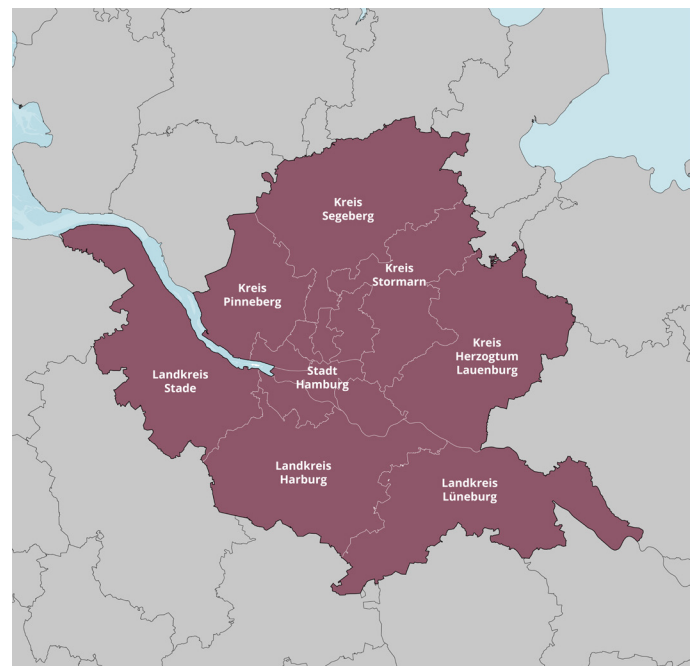 Kreis
Segeberg
Kreis
Stormarn
Kreis
Pinneberg
Kreis
Herzogtum
Lauenburg
Stadt
Hamburg
Landkreis
Stade
Landkreis
Harburg
Landkreis
Lüneburg